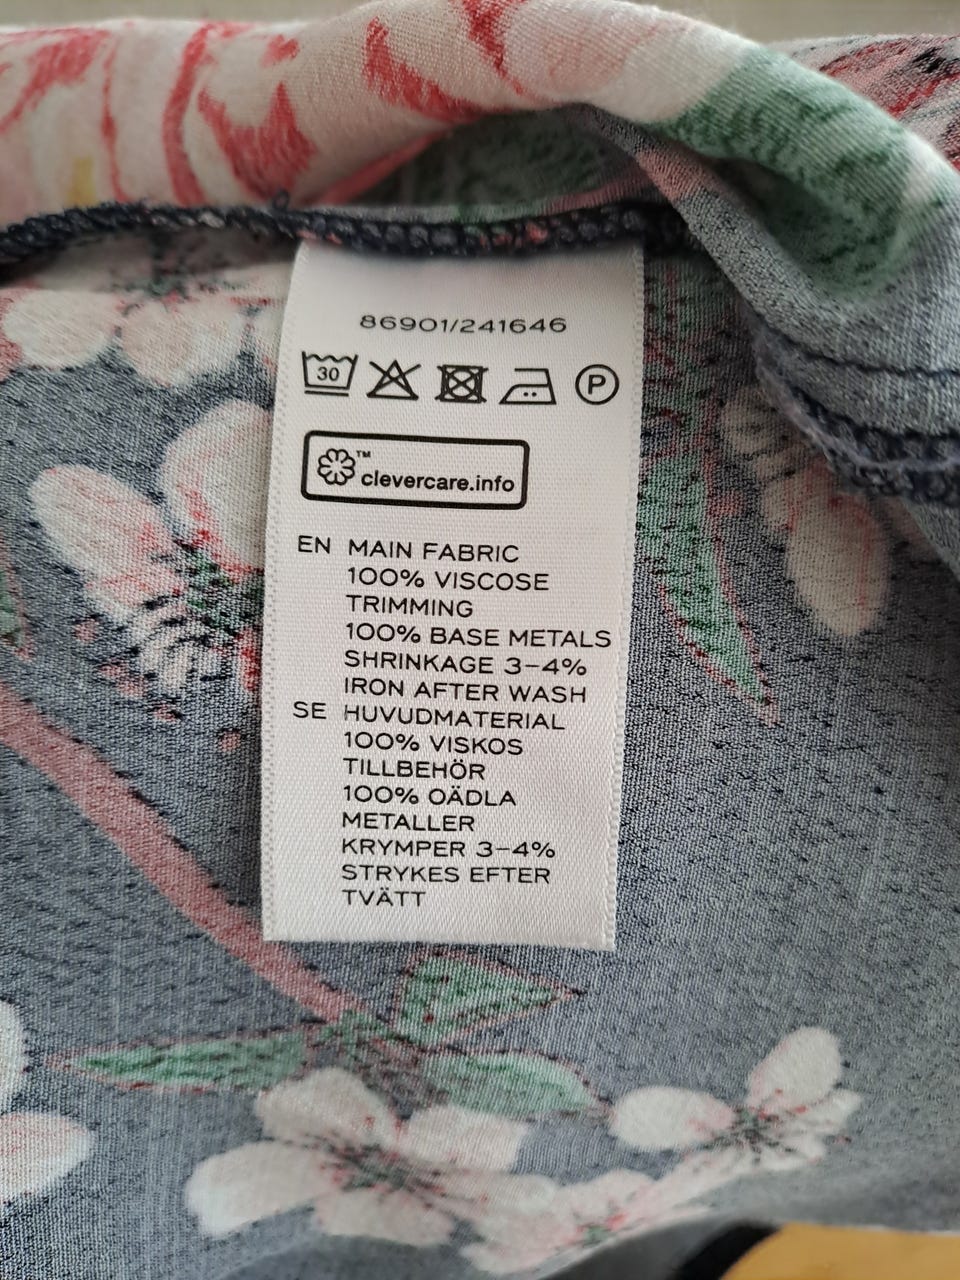 86901/241646
30 P
™
clevercare.info
EN MAIN FABRIC
100% VISCOSE
TRIMMING
100% BASE METALS
SHRINKAGE 3-4%
IRON AFTER WASH
SE HUVUDMATERIAL
100% VISKOS
TILLBEHÖR
100% OÄDLA
METALLER
KRYMPER 3-4%
STRYKES EFTER
TVÄTT